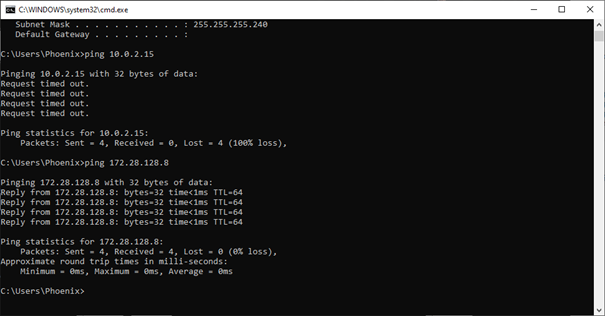 C:\WINDOWS\system32\cmd.exe
Subnet Mask . . . . . . . . . . . : 255.255.255.240
Default Gateway . . . . . . . . . :
C:\Users\Phoenix>ping 10.0.2.15
Pinging 10.0.2.15 with 32 bytes of data:
Request timed out.
Request timed out.
Request timed out.
Request timed out.
Ping statistics for 10.0.2.15:
Packets: Sent = 4, Received = 0, Lost = 4 (100% loss),
C:\Users\Phoenix>ping 172.28.128.8
Pinging 172.28.128.8 with 32 bytes of data:
Reply from 172.28.128.8: bytes=32 time<1ms TTL=64
Reply from 172.28.128.8: bytes=32 time<1ms TTL=64
Reply from 172.28.128.8: bytes=32 time<1ms TTL=64
Reply from 172.28.128.8: bytes=32 time<1ms TTL=64
Ping statistics for 172.28.128.8:
Packets: Sent = 4, Received = 4, Lost = 0 (0% loss),
Approximate round trip times in milli-seconds:
Minimum = 0ms, Maximum = 0ms, Average = 0ms
C:\Users\Phoenix>